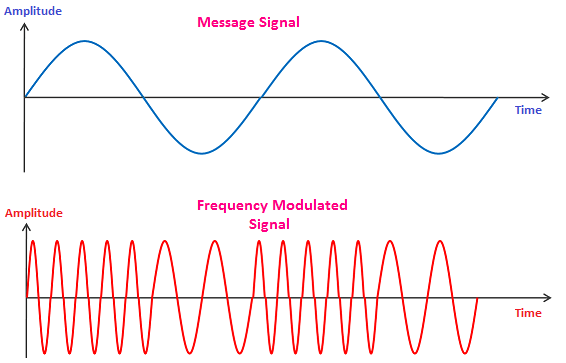 Amplitude
Message Signal
Time
Amplitude
Frequency Modulated
Signal
Time